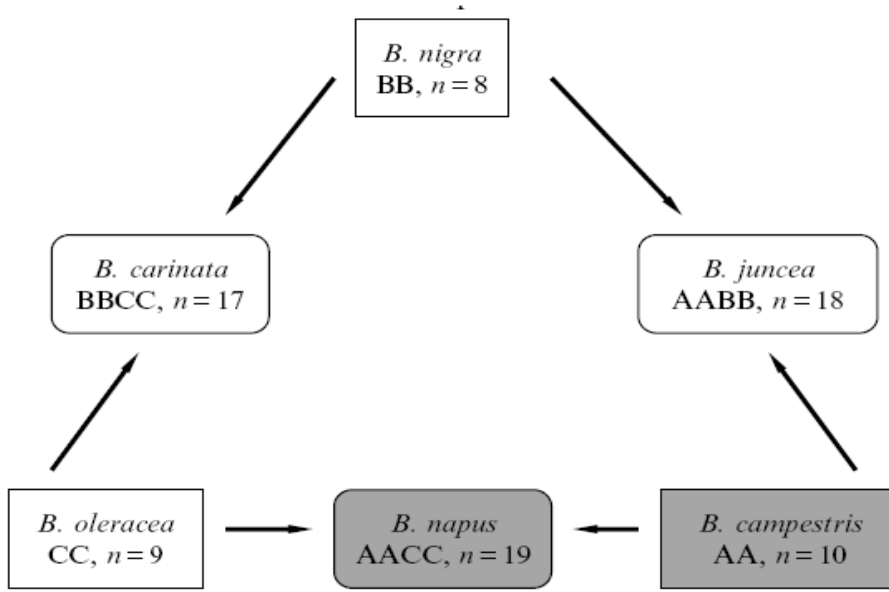 B. nigra
BB, n = 8
B. carinata
BBCC, n = 17
B. juncea
AABB, n = 18
B. oleracea
CC, n = 9
B. napus
AACC, n = 19
B. campestris
AA, n = 10